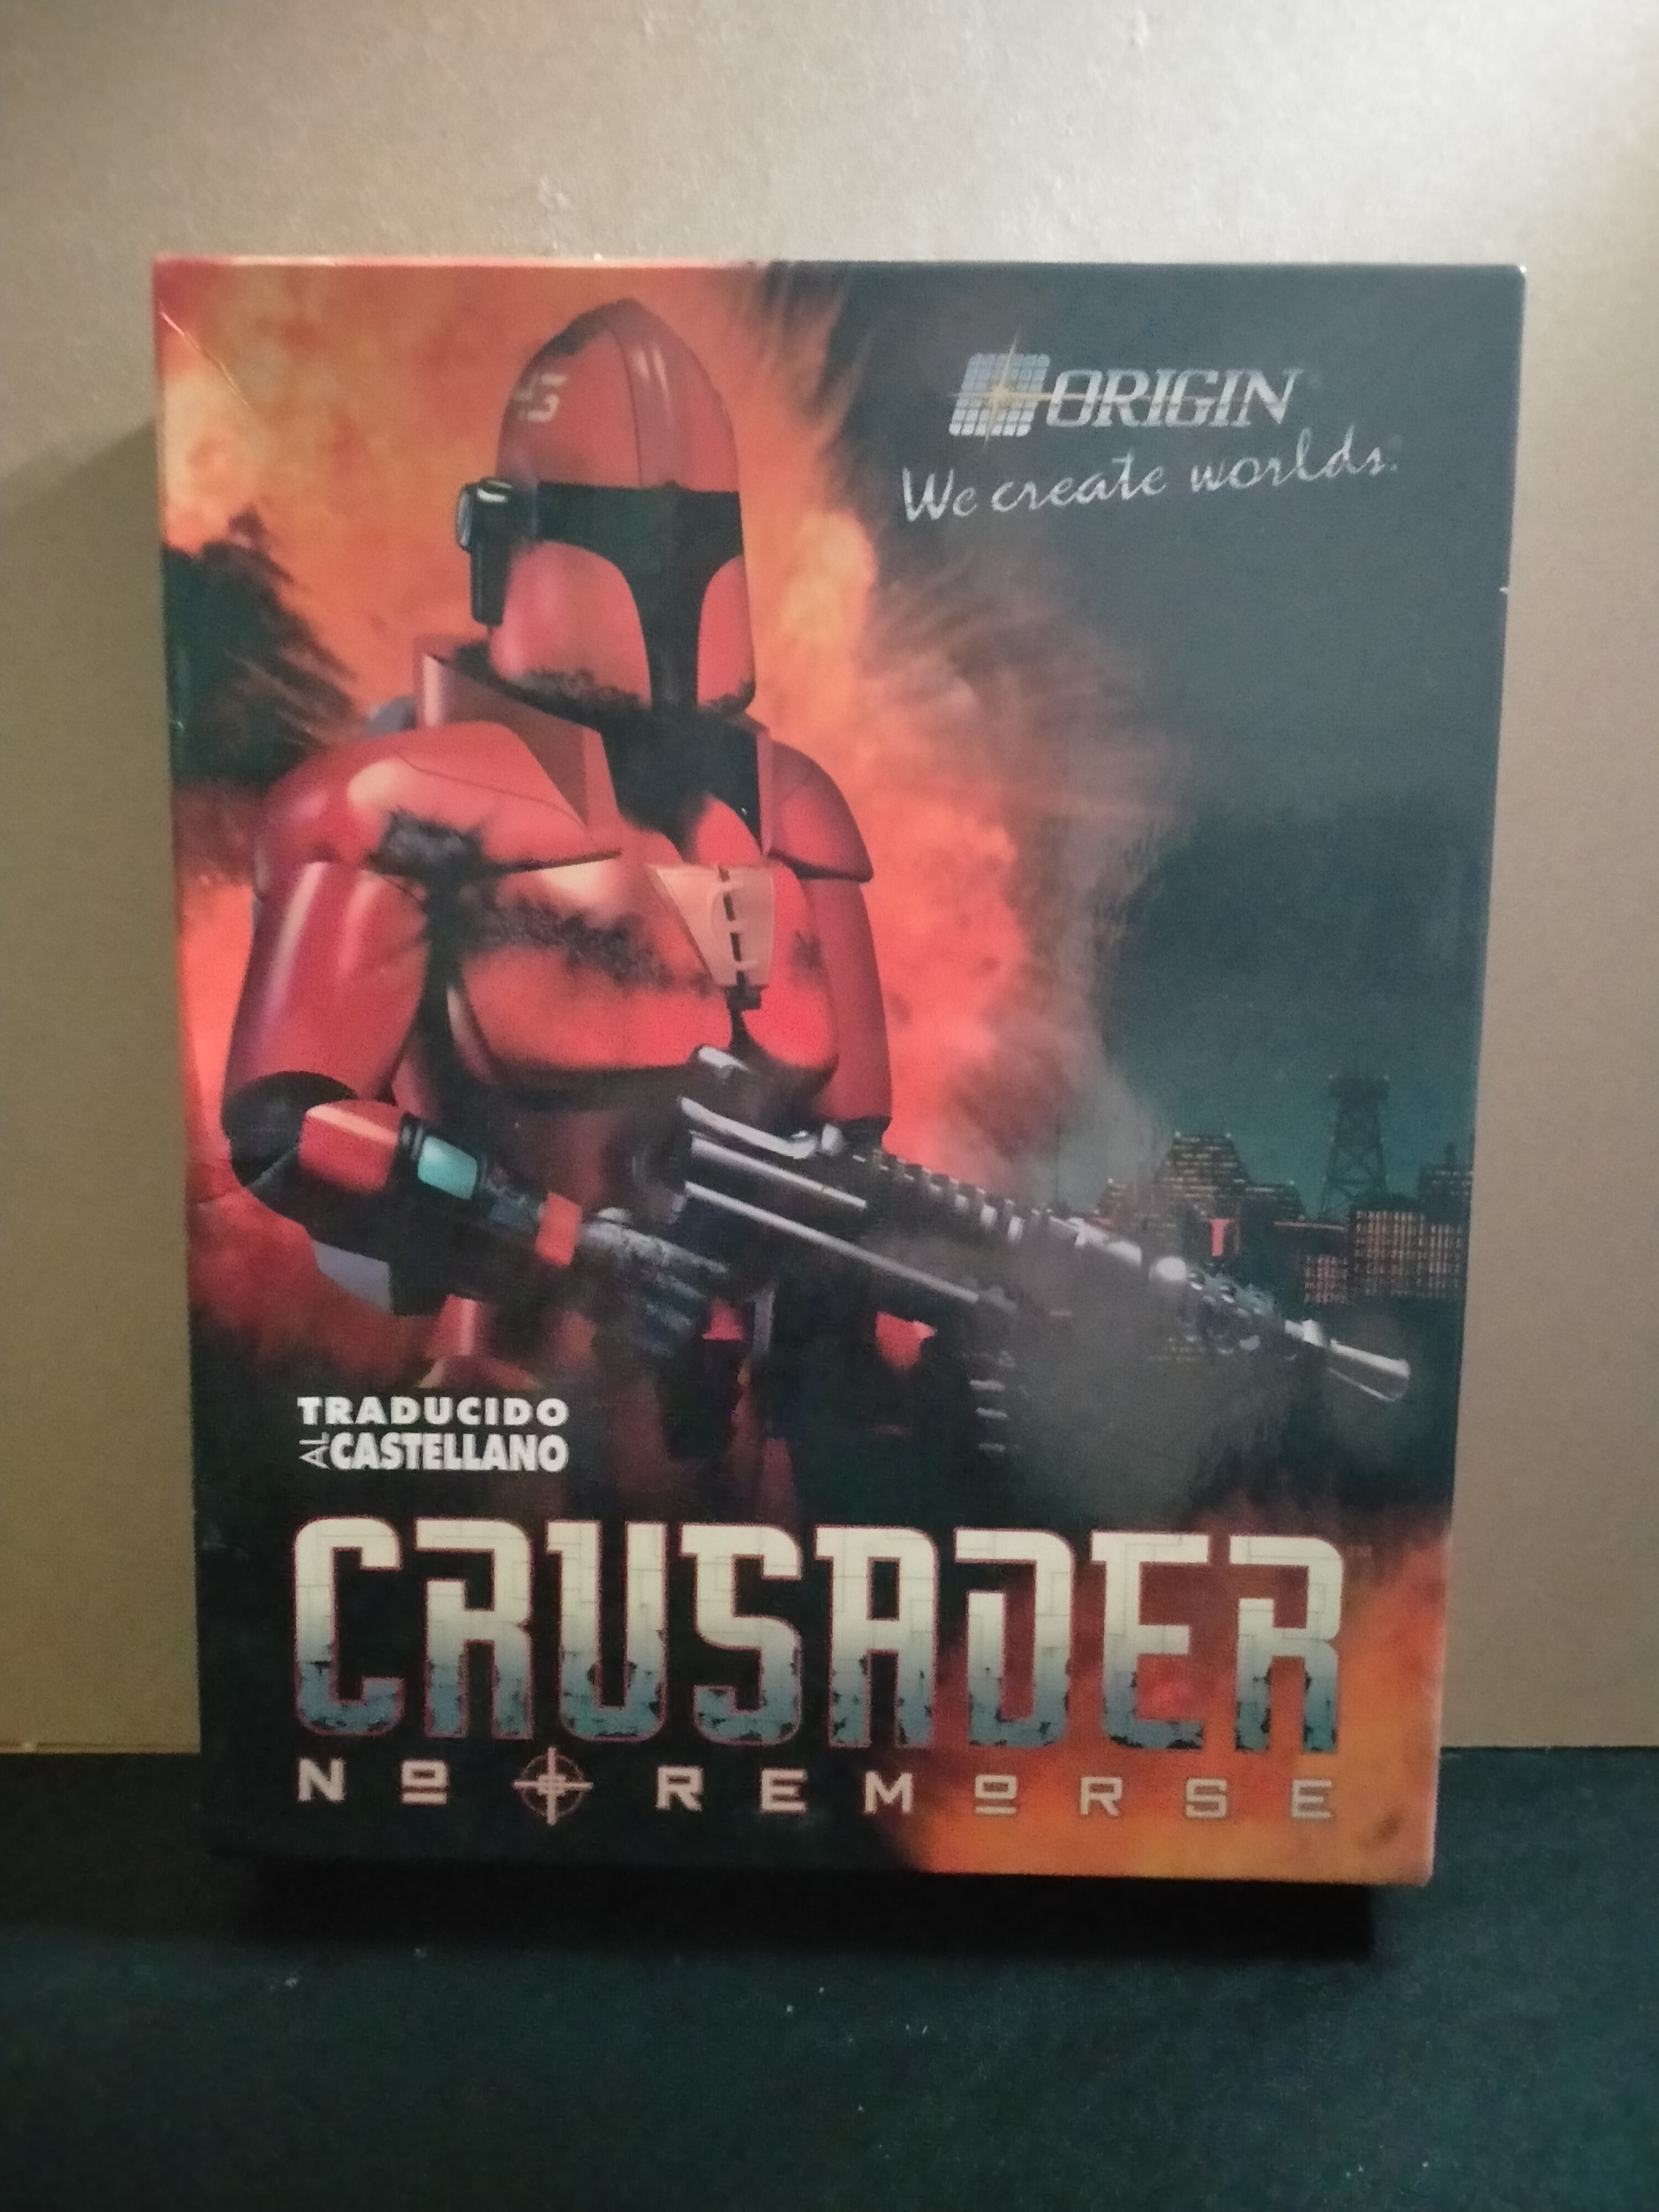 ORIGIN
We create worlds.
TRADUCIDO
AL CASTELLANO
CRUSADER
NO REMORSE